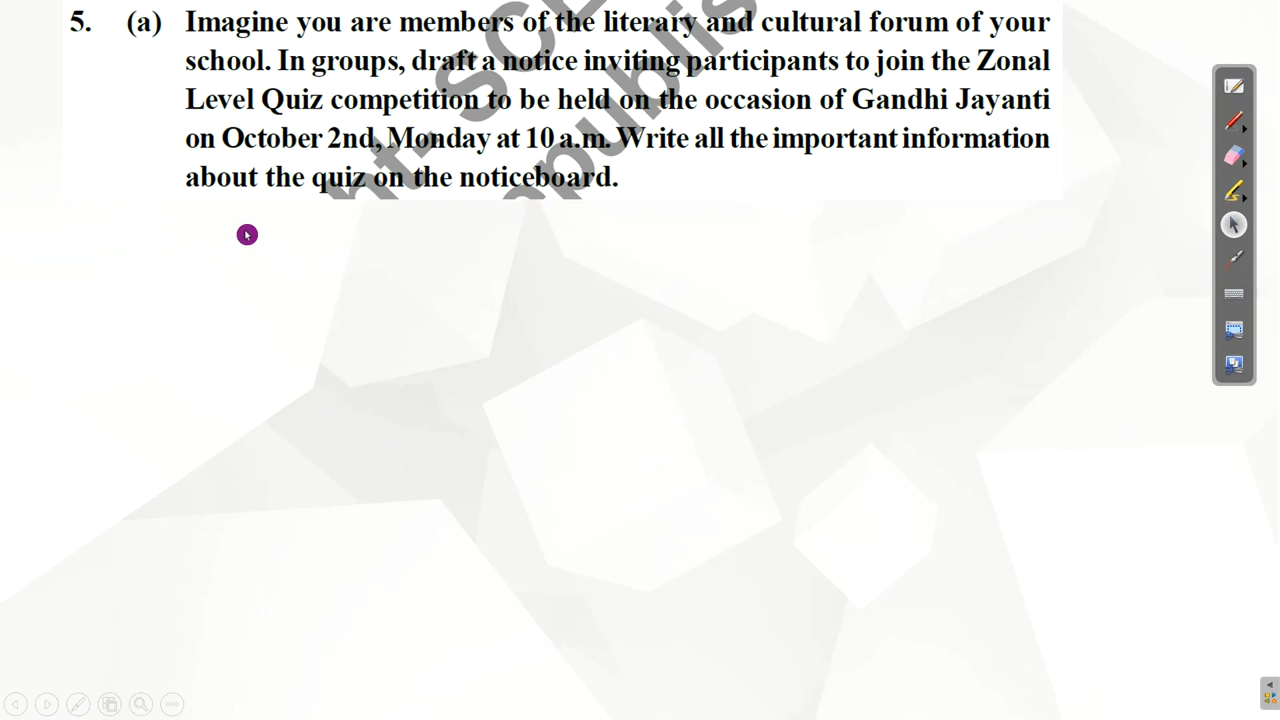 5. (a) Imagine you are members of the literary and cultural forum of your
school. In groups, draft a notice inviting participants to join the Zonal
Level Quiz competition to be held on the occasion of Gandhi Jayanti
on October 2nd, Monday at 10 a.m. Write all the important information
about the quiz on the noticeboard.